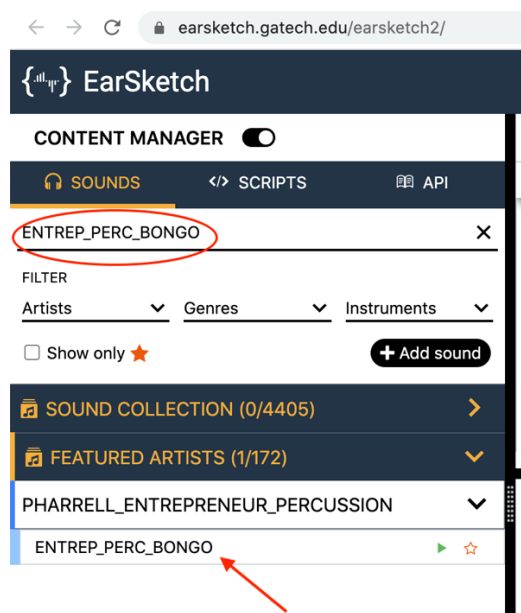 earsketch.gatech.edu/earsketch2/
EarSketch
CONTENT MANAGER
SOUNDS </> SCRIPTS API
ENTREP_PERC_BONGO
FILTER
Artists Genres Instruments
Show only + Add sound
SOUND COLLECTION (0/4405)
FEATURED ARTISTS (1/172)
PHARRELL_ENTREPRENEUR_PERCUSSION
ENTREP_PERC_BONGO